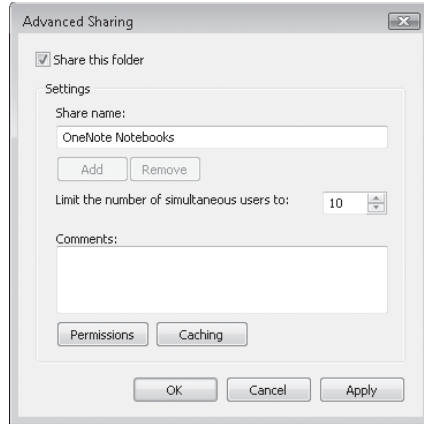 Advanced Sharing
Share this folder
Settings
Share name:
OneNote Notebooks
Add Remove
Limit the number of simultaneous users to: 10
Comments:
Permissions Caching
OK Cancel Apply